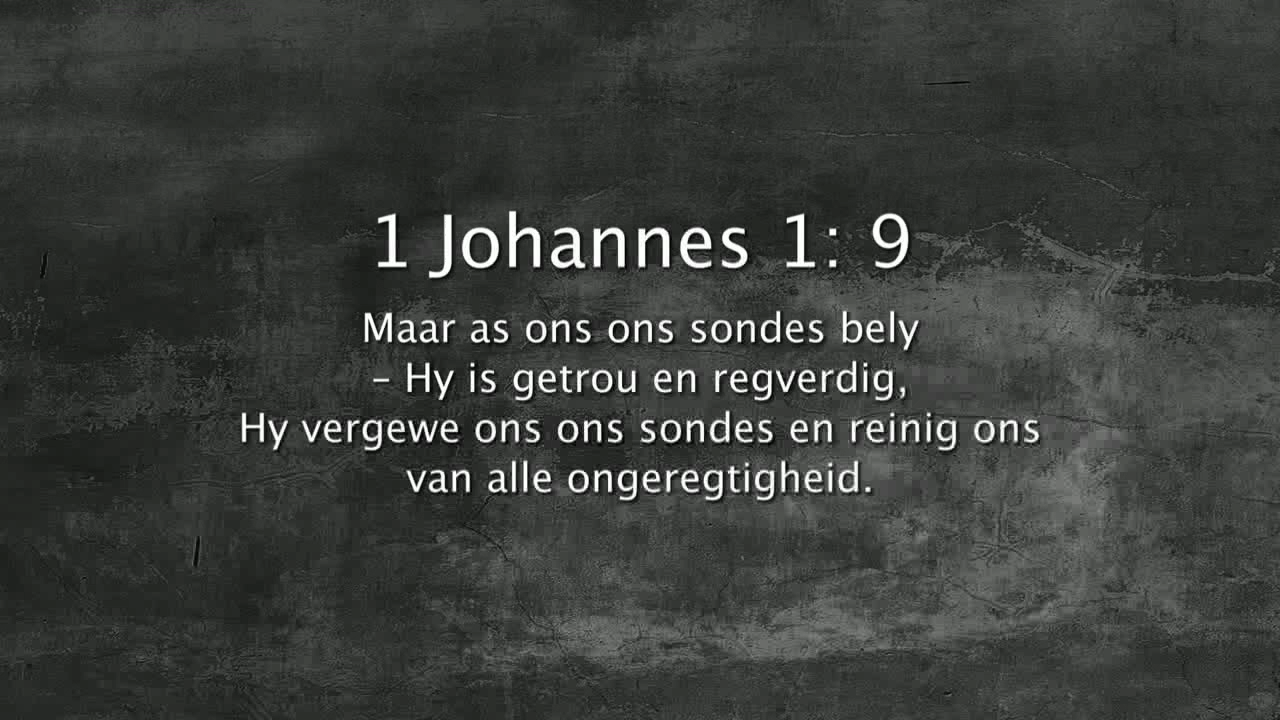 1 Johannes 1: 9
Maar as ons ons sondes bely
– Hy is getrou en regverdig,
Hy vergewe ons ons sondes en reinig ons
van alle ongeregtigheid.